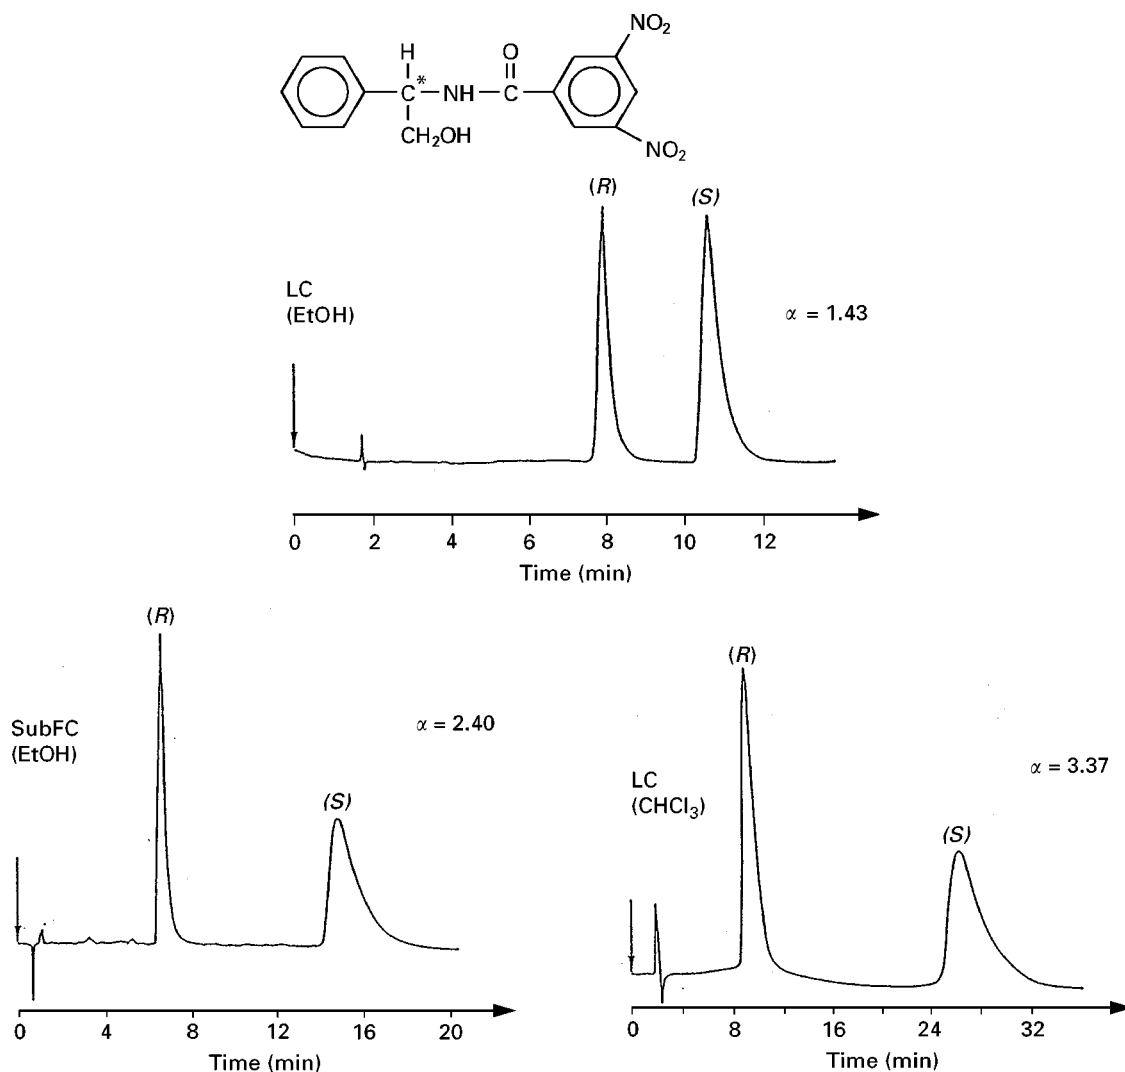 NO₂
H
O
C* NH C
CH₂OH
NO₂
(R)
(S)
LC
(EtOH)
α = 1.43
0 2 4 6 8 10 12
Time (min)
(R)
SubFC
(EtOH)
α = 2.40
(S)
0 4 8 12 16 20
Time (min)
(R)
LC
(CHCl₃)
α = 3.37
(S)
0 8 16 24 32
Time (min)